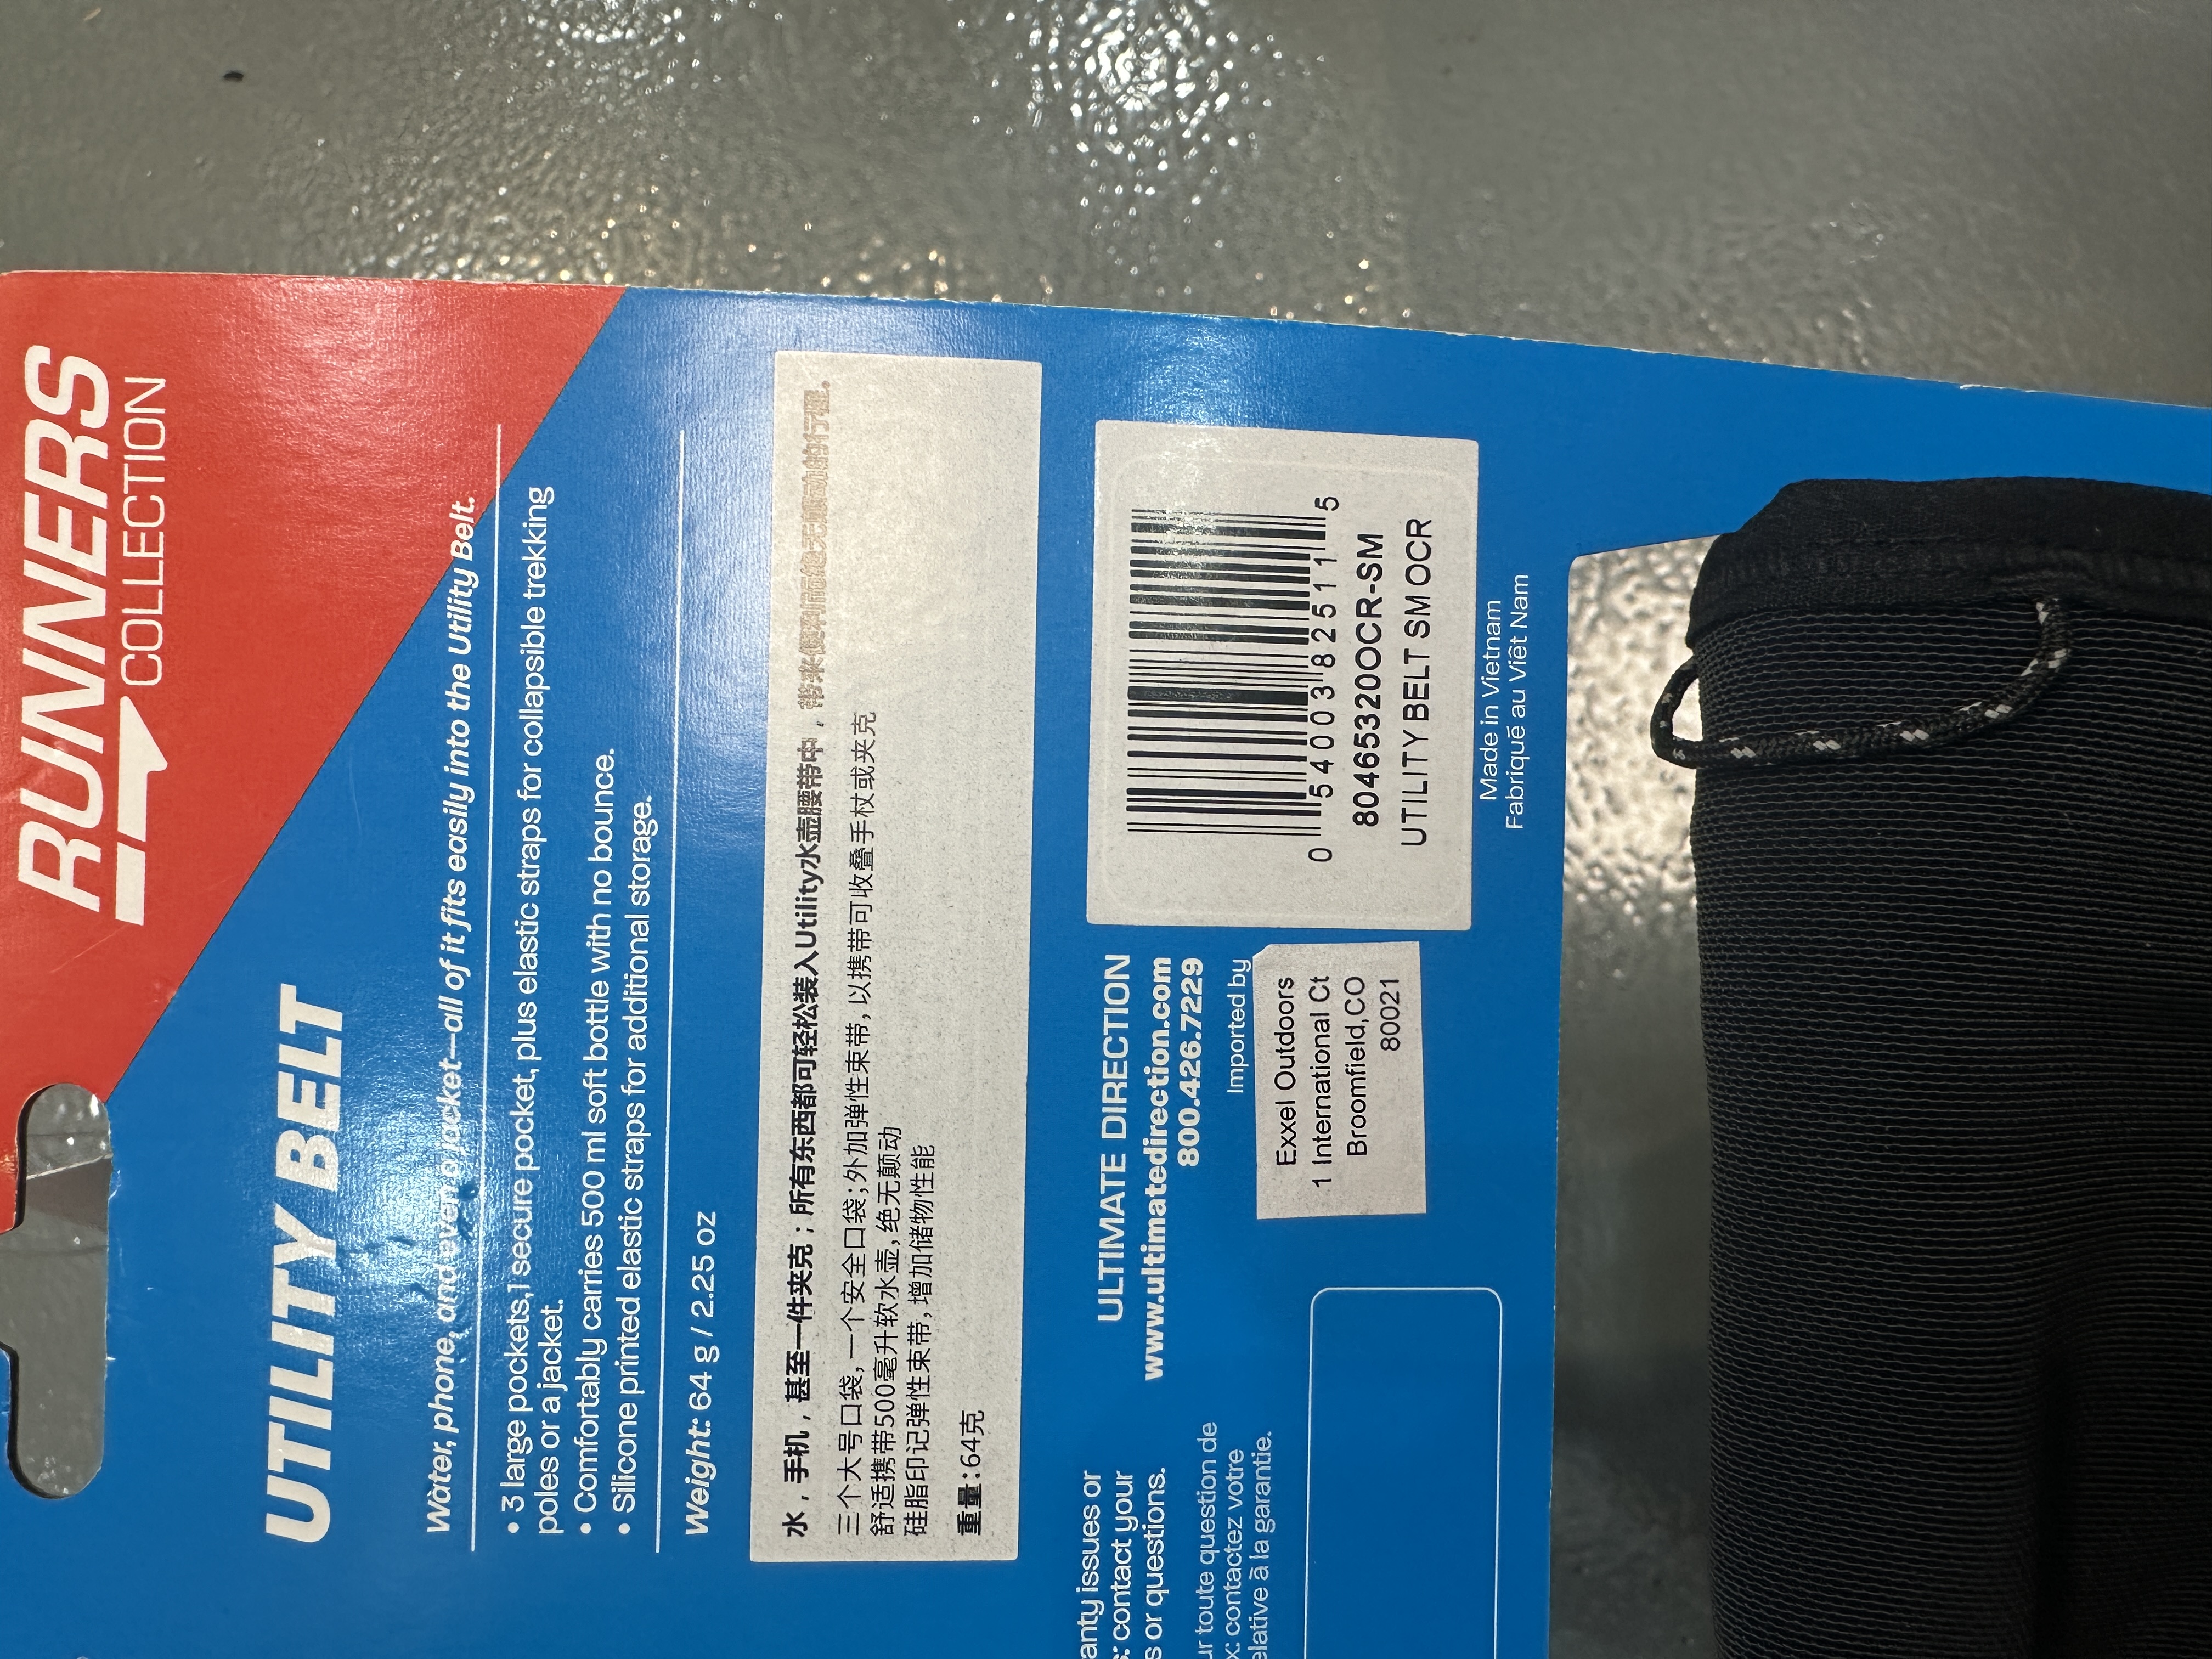 RUNNERS
COLLECTION
UTILITY BELT
Water, phone, and even a jacket—all of it fits easily into the Utility Belt.
• 3 large pockets,1 secure pocket, plus elastic straps for collapsible trekking
poles or a jacket.
• Comfortably carries 500 ml soft bottle with no bounce.
• Silicone printed elastic straps for additional storage.
Weight: 64 g / 2.25 oz
水，手机，甚至一件夹克；所有东西都可轻松装入Utility水壶腰带中，带来便利而绝无颠动的行程.
三个大号口袋,一个安全口袋;外加弹性束带,以携带可收叠手杖或夹克
舒适携带500毫升软水壶,绝无颠动
硅脂印记弹性束带,增加储物性能
重量:64克
anty issues or
: contact your
s or questions.
ur toute question de
x: contactez votre
elative à la garantie.
ULTIMATE DIRECTION
www.ultimatedirection.com
800.426.7229
Imported by
Exxel Outdoors
1 International Ct
Broomfield,CO
80021
0 54003 82511 5
80465320OCR-SM
UTILITY BELT SM OCR
Made in Vietnam
Fabriqué au Viêt Nam